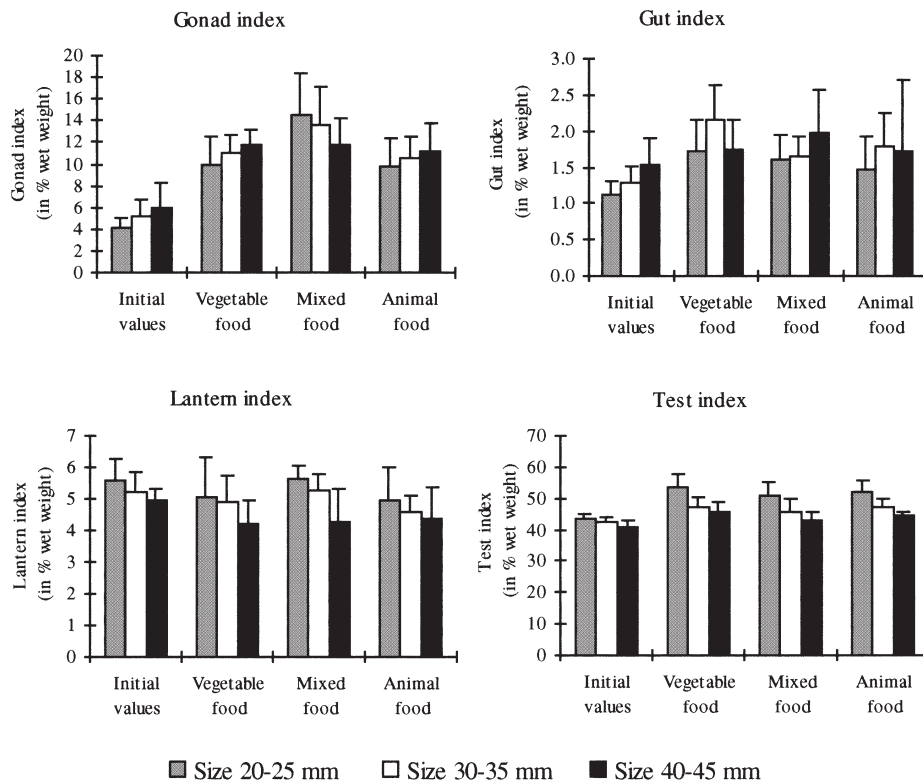 Gonad index
Gonad index
(in % wet weight)
20
18
16
14
12
10
8
6
4
2
0
Initial values
Vegetable food
Mixed food
Animal food
Gut index
Gut index
(in % wet weight)
3.0
2.5
2.0
1.5
1.0
0.5
0.0
Initial values
Vegetable food
Mixed food
Animal food
Lantern index
Lantern index
(in % wet weight)
7
6
5
4
3
2
1
0
Initial values
Vegetable food
Mixed food
Animal food
Test index
Test index
(in % wet weight)
70
60
50
40
30
20
10
0
Initial values
Vegetable food
Mixed food
Animal food
Size 20-25 mm
Size 30-35 mm
Size 40-45 mm